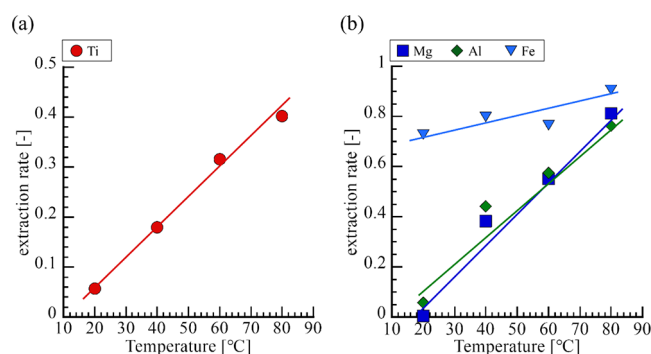 (a)
Ti
0.5
0.4
0.3
0.2
0.1
0
extraction rate [-]
10 20 30 40 50 60 70 80 90
Temperature [℃]
(b)
Mg Al Fe
1
0.8
0.6
0.4
0.2
0
extraction rate [-]
10 20 30 40 50 60 70 80 90
Temperature [℃]